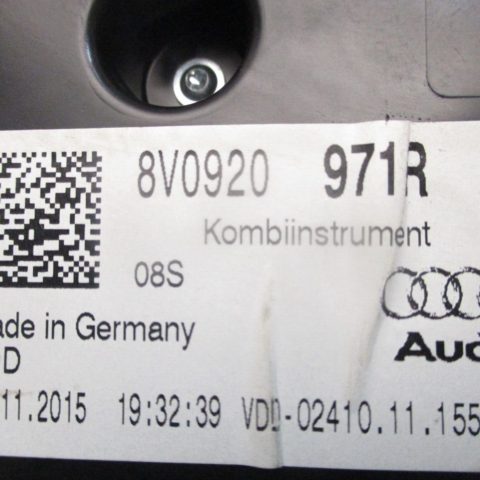 8V0920 971R
Kombiinstrument
08S
ade in Germany
D
.11.2015 19:32:39 VDD-02410.11.155
Aud